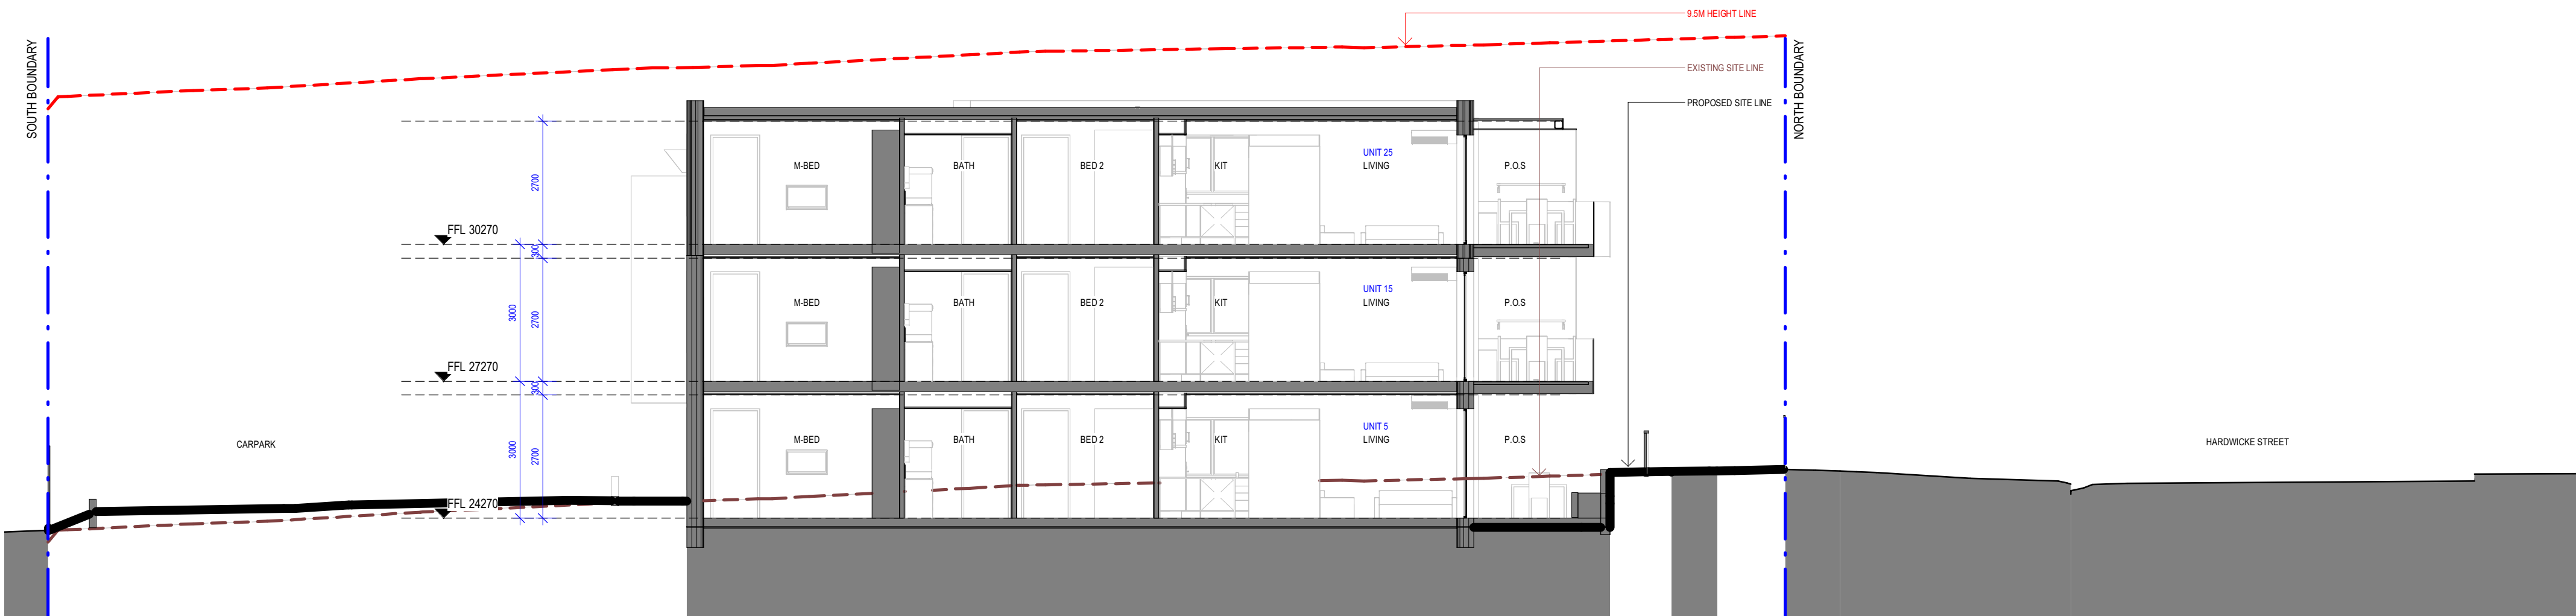 9.5M HEIGHT LINE
SOUTH BOUNDARY
NORTH BOUNDARY
EXISTING SITE LINE
PROPOSED SITE LINE
UNIT 25
M-BED BATH BED 2 KIT LIVING P.O.S
2700
FFL 30270
300
UNIT 15
M-BED BATH BED 2 KIT LIVING P.O.S
3000 2700
FFL 27270
300
UNIT 5
CARPARK M-BED BATH BED 2 KIT LIVING P.O.S HARDWICKE STREET
3000 2700
FFL 24270